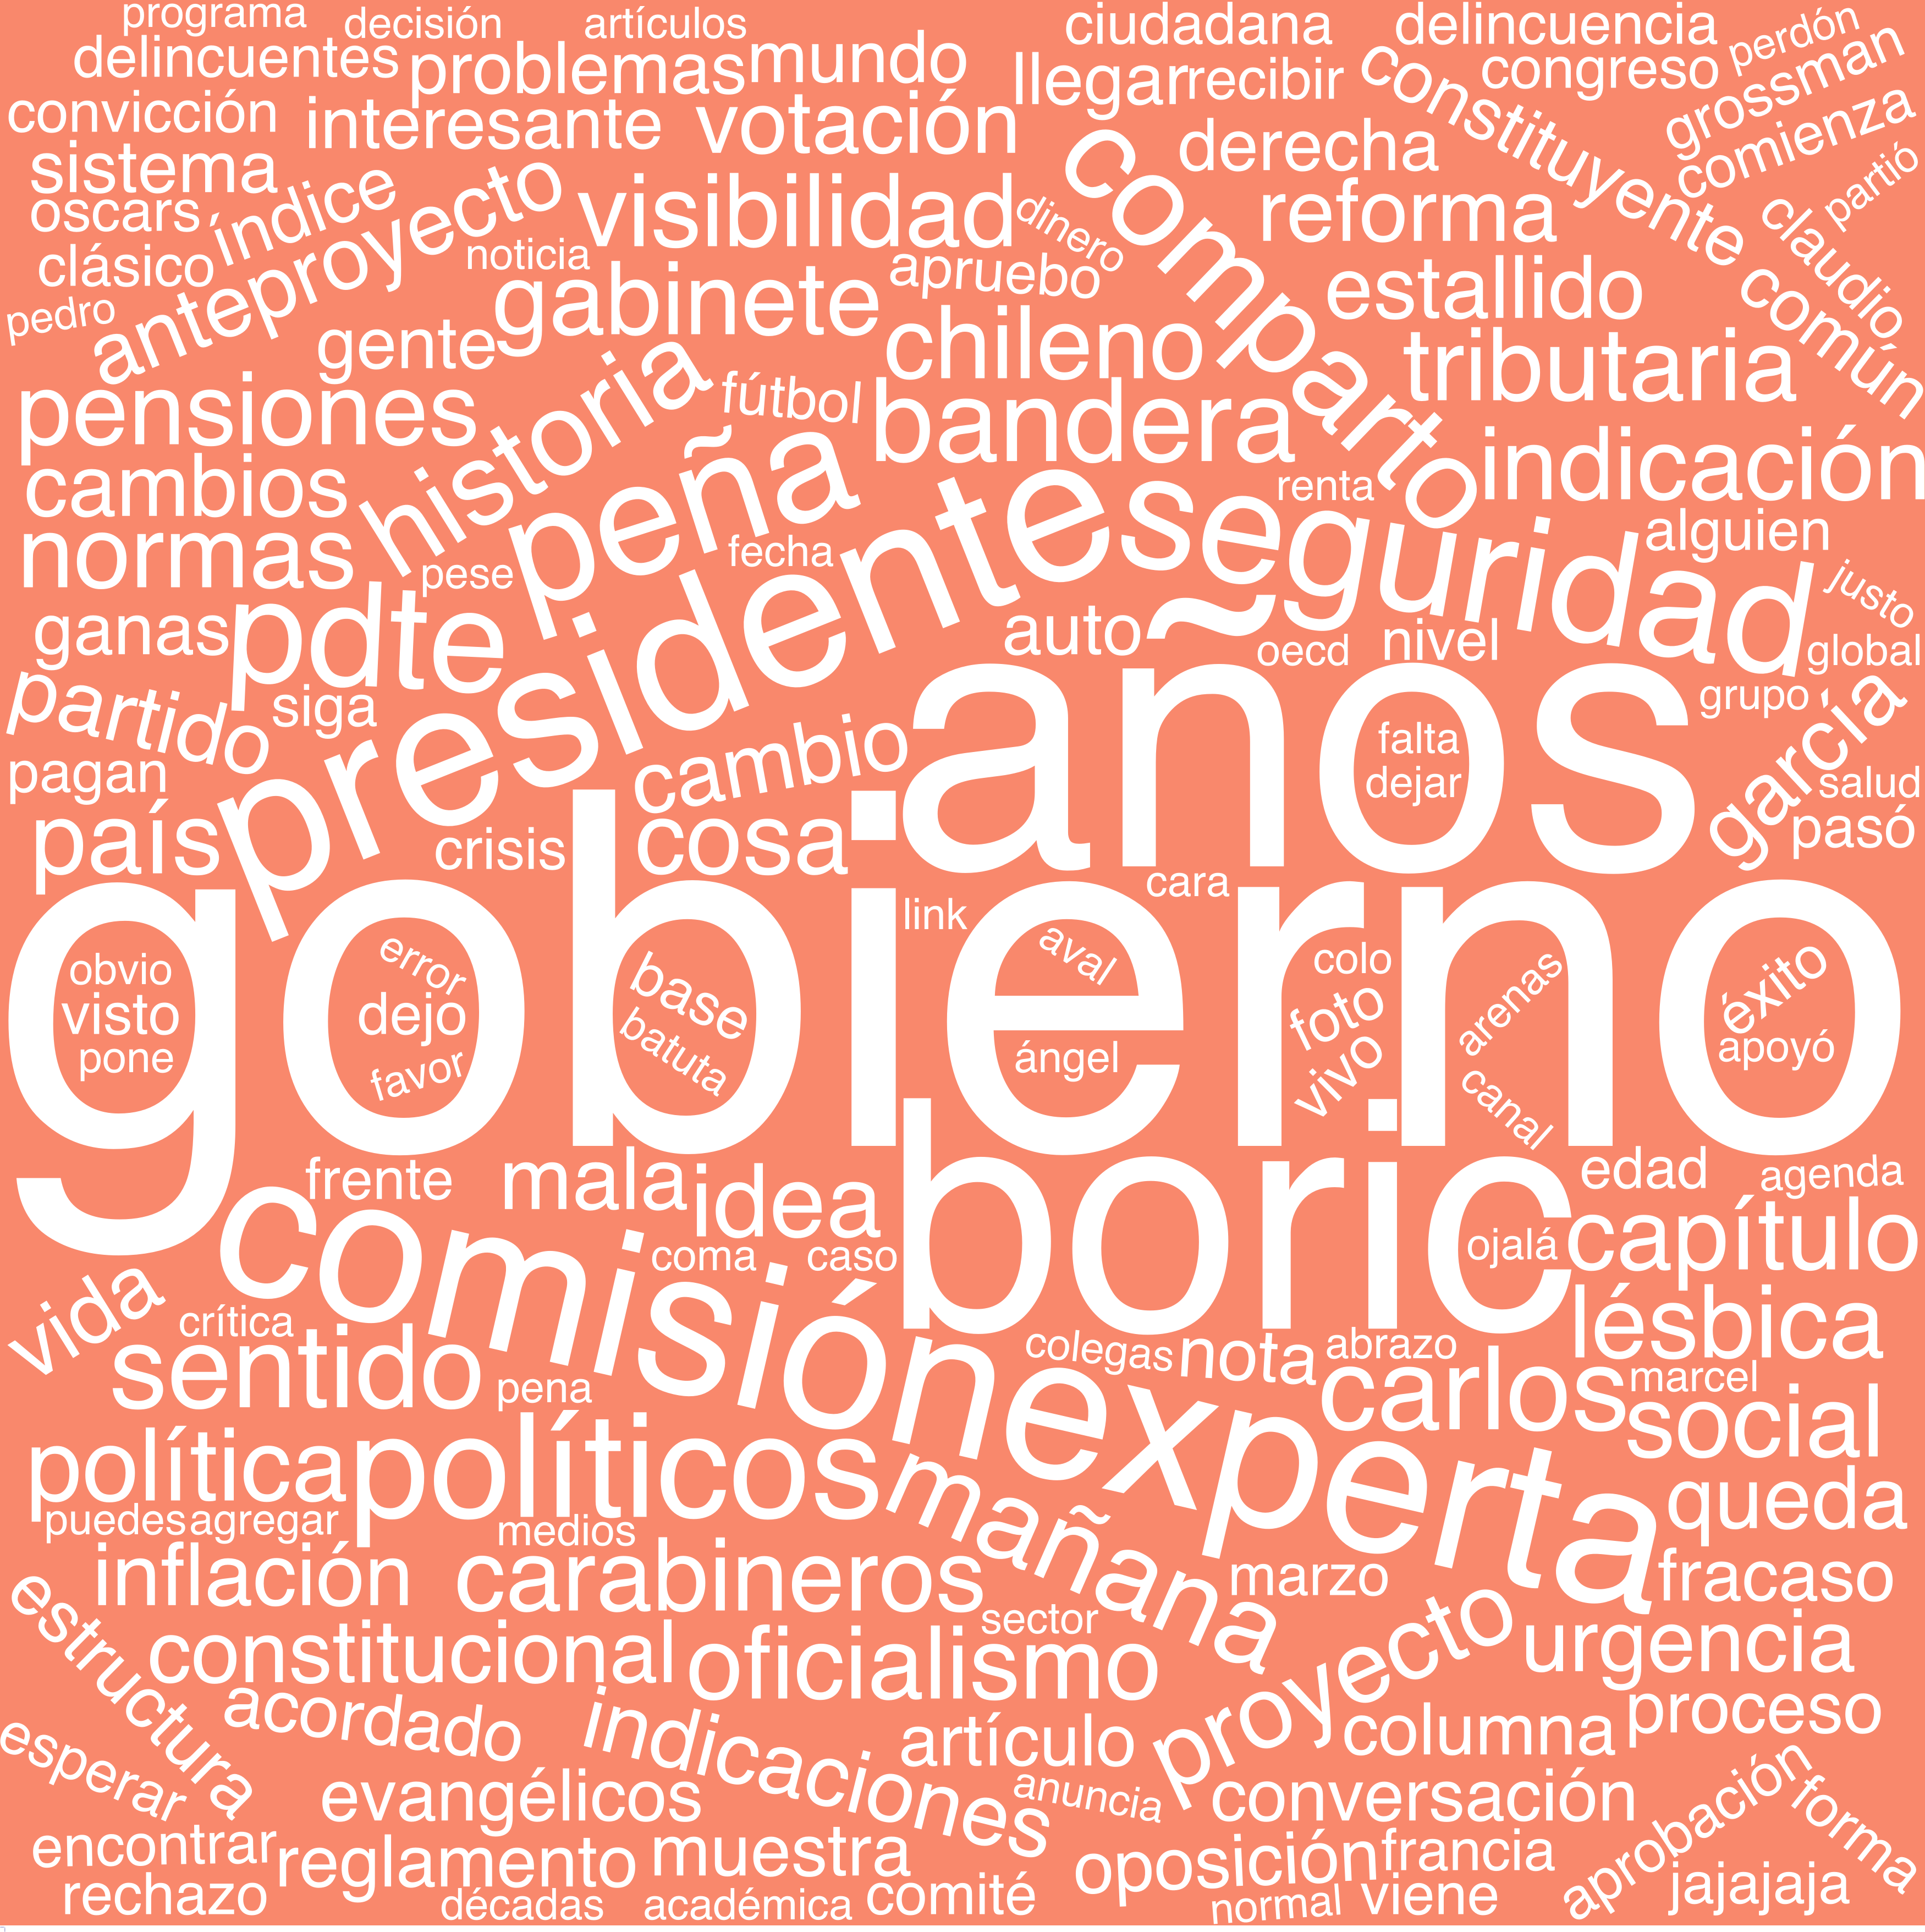 programa
decisión
artículos
ciudadana
delincuencia
perdón
delincuentes
problemas
mundo
llegar
recibir
constituyente
congreso
grossman
convicción
interesante
votación
comparto
derecha
comienza
sistema
índice
anteproyecto
visibilidad
dinero
reforma
claudio
partió
oscars
clásico
noticia
gabinete
apruebo
estallido
común
pedro
gente
historia
chileno
tributaria
pensiones
fútbol
bandera
indicación
cambios
peña
renta
normas
pese
fecha
presidente
seguridad
alguien
justo
ganas
pdte
auto
oecd
nivel
global
partido
siga
años
grupo
garcía
pagan
cambio
falta
dejar
salud
país
crisis
cosa
pasó
gobierno
cara
link
obvio
visto
pone
error
dejo
favor
base
batuta
aval
ángel
colo
foto
vivo
arenas
canal
éxito
apoyó
frente
mala
idea
boric
edad
agenda
comisión
coma
caso
ojalá
capítulo
vida
crítica
sentido
pena
colegas
nota
abrazo
lésbica
carlos
marcel
social
política
políticos
experta
mañana
queda
puedes
agregar
medios
inflación
carabineros
marzo
fracaso
estructura
constitucional
oficialismo
sector
proyecto
urgencia
acordado
indicaciones
artículo
columna
proceso
esperar
evangélicos
anuncia
conversación
aprobación
forma
encontrar
reglamento
muestra
oposición
francia
rechazo
décadas
académica
comité
normal
viene
jajajaja